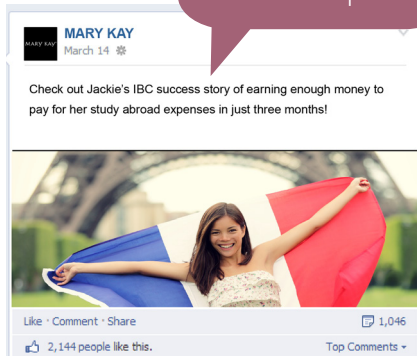 MARY KAY
MARY KAY
March 14
Check out Jackie's IBC success story of earning enough money to
pay for her study abroad expenses in just three months!
Like · Comment · Share
1,046
2,144 people like this.
Top Comments